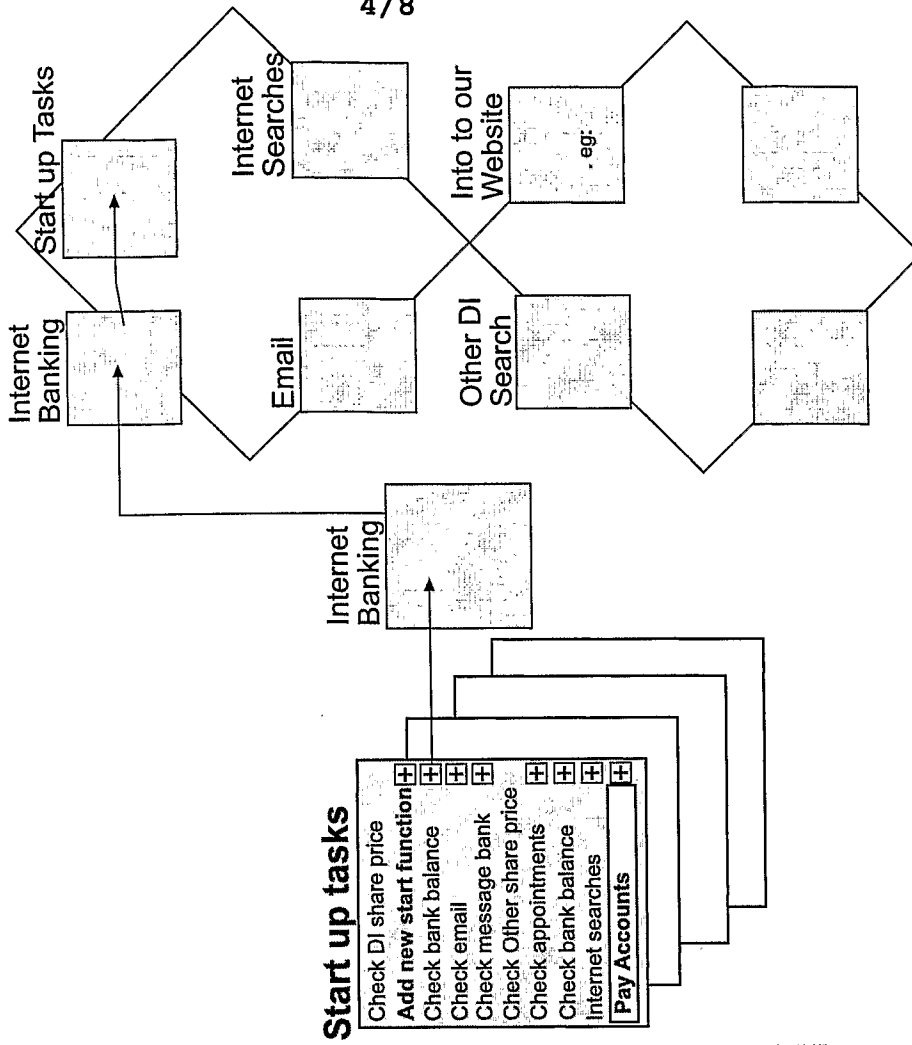 4/8
Start up tasks
Check DI share price
Add new start function
Check bank balance
Check email
Check message bank
Check Other share price
Check appointments
Check bank balance
Internet searches
Pay Accounts
Internet
Banking
Internet
Banking
Start up Tasks
Email
Internet
Searches
Other DI
Search
Into to our
Website
. eg: